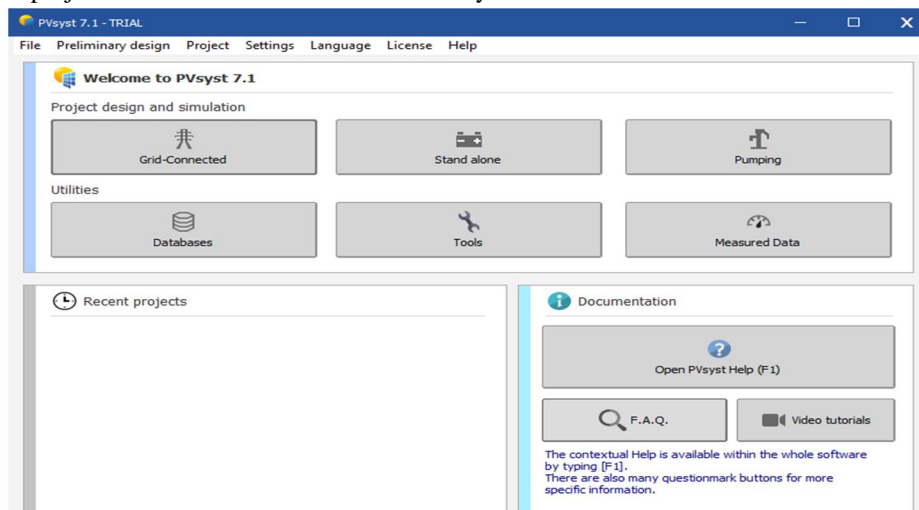 PVsyst 7.1 - TRIAL
File Preliminary design Project Settings Language License Help
Welcome to PVsyst 7.1
Project design and simulation
Grid-Connected
Stand alone
Pumping
Utilities
Databases
Tools
Measured Data
Recent projects
Documentation
Open PVsyst Help (F1)
F.A.Q.
Video tutorials
The contextual Help is available within the whole software
by typing [F1].
There are also many questionmark buttons for more
specific information.